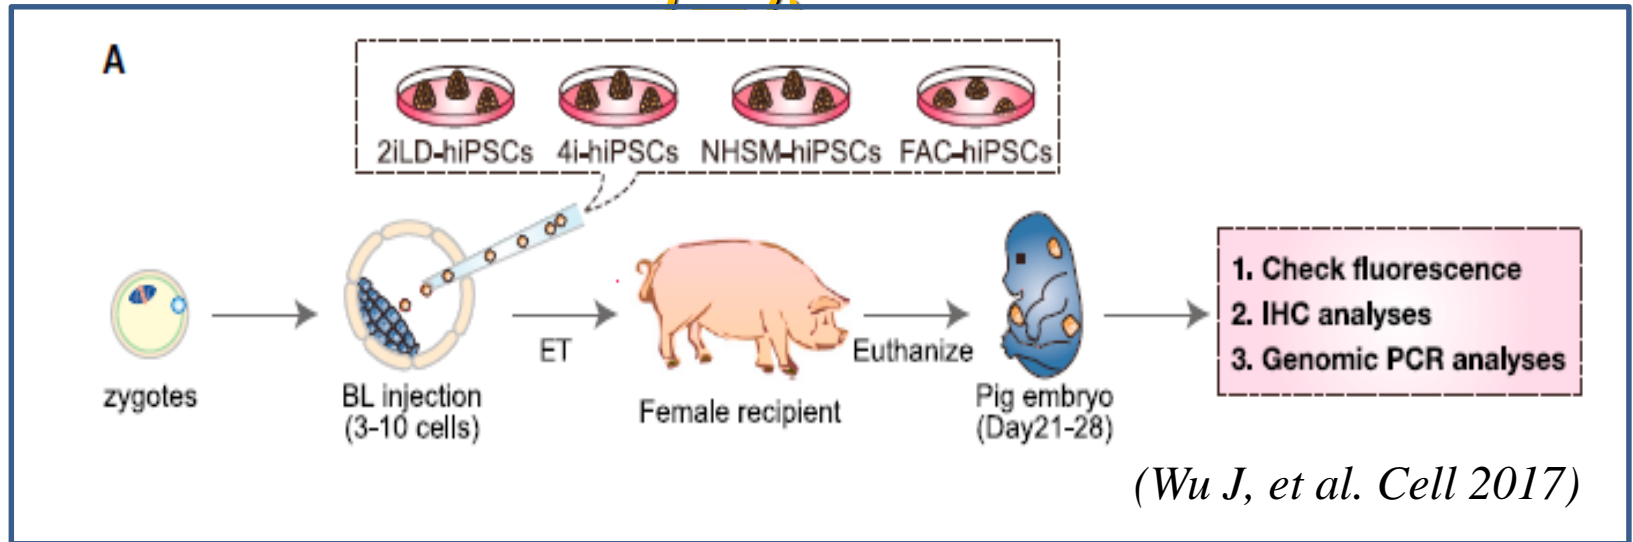 A
2iLD-hiPSCs 4i-hiPSCs NHSM-hiPSCs FAC-hiPSCs
zygotes
BL injection
(3-10 cells)
ET
Female recipient
Euthanize
Pig embryo
(Day21-28)
1. Check fluorescence
2. IHC analyses
3. Genomic PCR analyses
(Wu J, et al. Cell 2017)